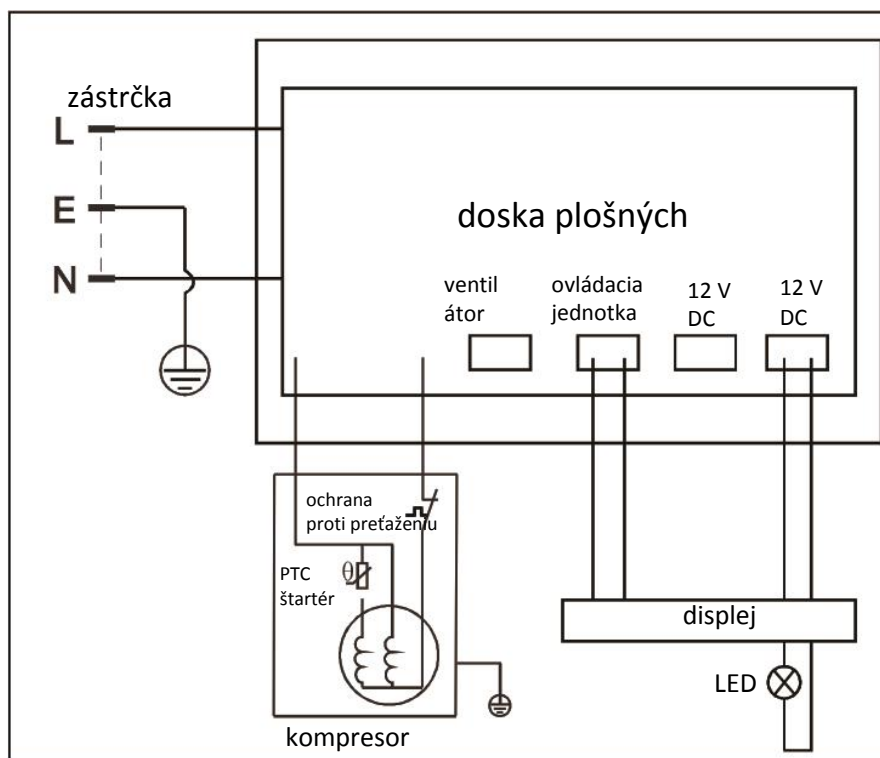 zástrčka
L
E
N
doska plošných
ventil
átor
ovládacia
jednotka
12 V
DC
12 V
DC
ochrana
proti preťaženiu
PTC
štartér
θ
displej
LED
kompresor